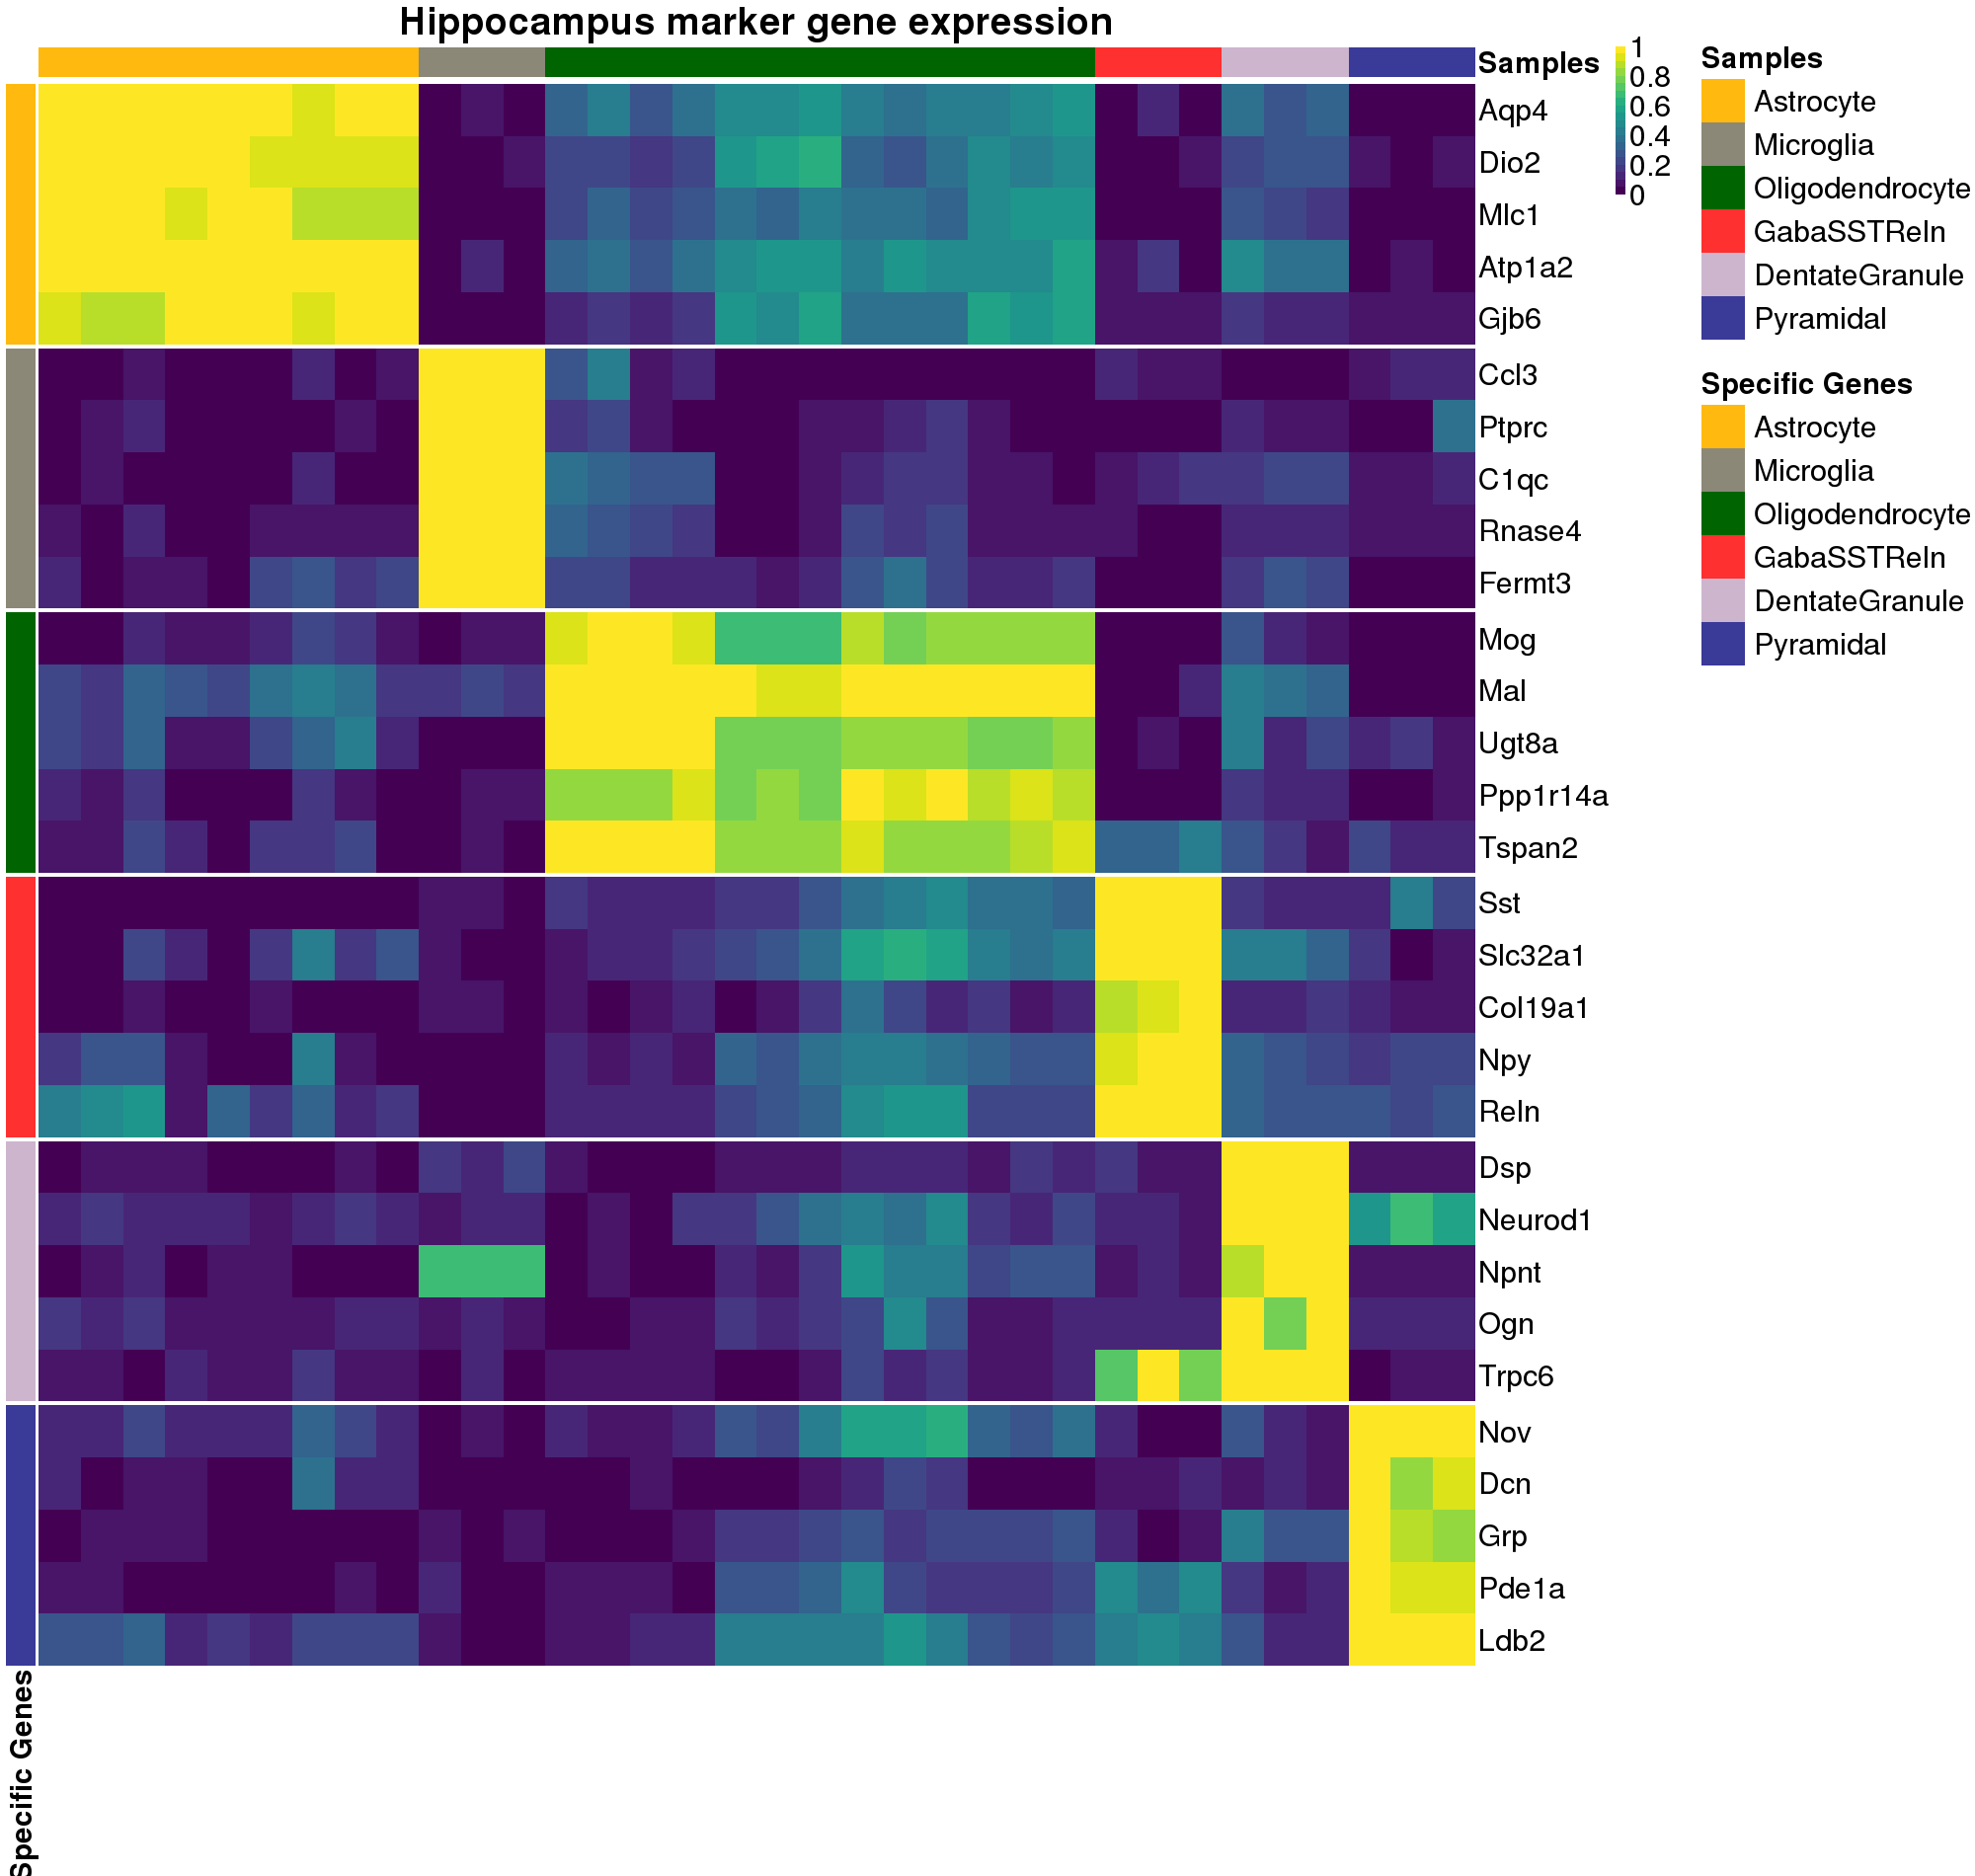 Hippocampus marker gene expression
Samples
1
0.8
0.6
0.4
0.2
0
Aqp4
Dio2
Mlc1
Atp1a2
Gjb6
Ccl3
Ptprc
C1qc
Rnase4
Fermt3
Mog
Mal
Ugt8a
Ppp1r14a
Tspan2
Sst
Slc32a1
Col19a1
Npy
Reln
Dsp
Neurod1
Npnt
Ogn
Trpc6
Nov
Dcn
Grp
Pde1a
Ldb2
Specific Genes
Samples
Astrocyte
Microglia
Oligodendrocyte
GabaSSTReln
DentateGranule
Pyramidal
Specific Genes
Astrocyte
Microglia
Oligodendrocyte
GabaSSTReln
DentateGranule
Pyramidal